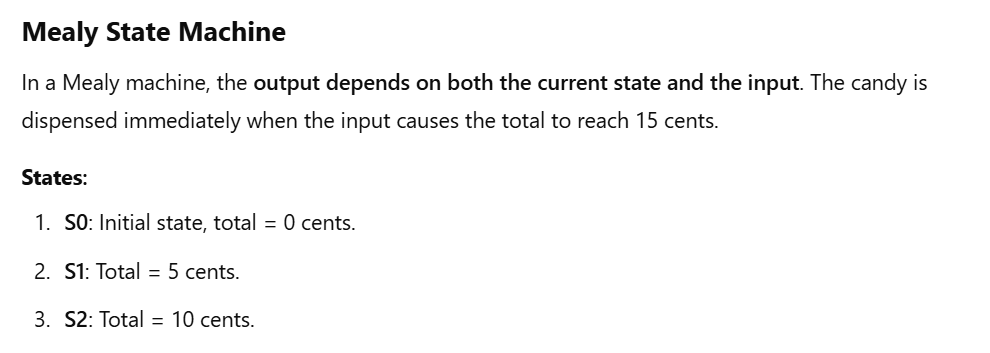 Mealy State Machine
In a Mealy machine, the output depends on both the current state and the input. The candy is
dispensed immediately when the input causes the total to reach 15 cents.
States:
1. S0: Initial state, total = 0 cents.
2. S1: Total = 5 cents.
3. S2: Total = 10 cents.